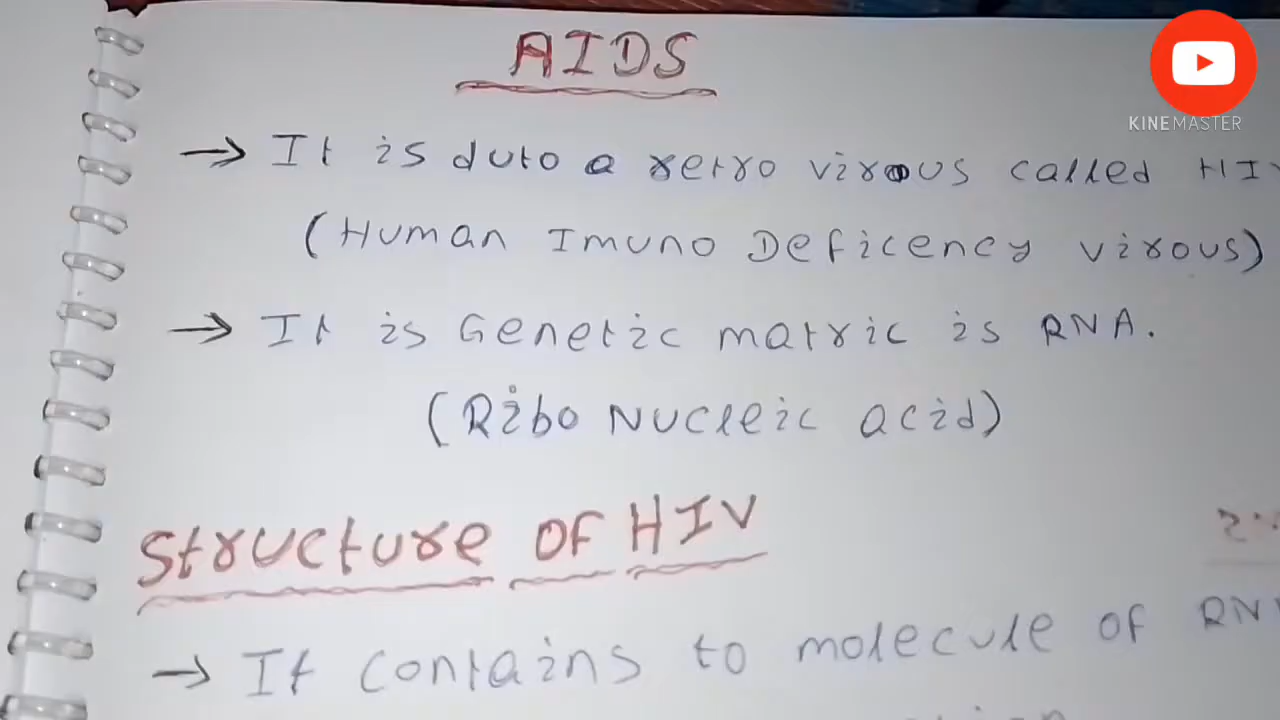 AIDS
KINEMASTER
→ It is duto a retro virous called HI
(Human Imuno Deficency virous)
→ It is Genetic matric is RNA.
(Ribo Nucleic acid)
Structure OF HIV
→ It contains to molecule of RN